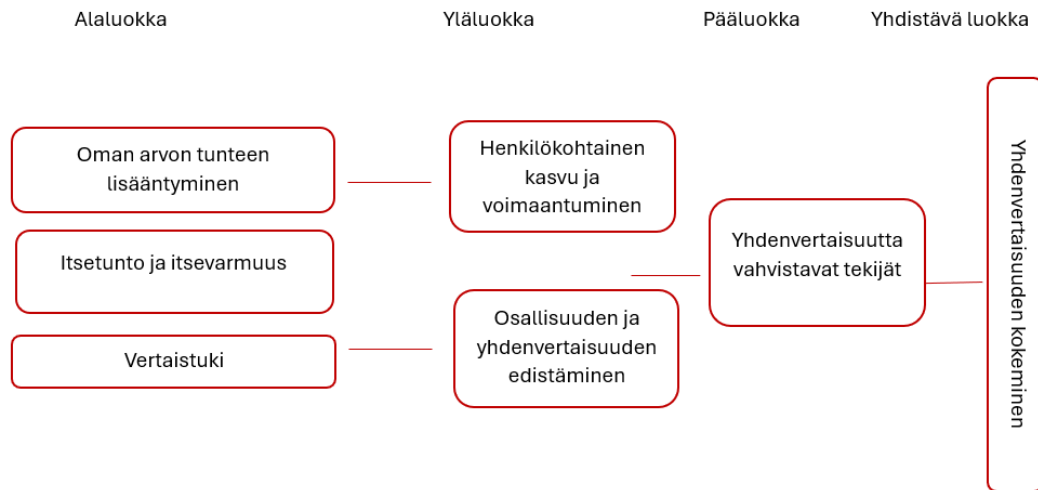 Alaluokka
Yläluokka
Pääluokka
Yhdistävä luokka
Oman arvon tunteen
lisääntyminen
Itsetunto ja itsevarmuus
Vertaistuki
Henkilökohtainen
kasvu ja
voimaantuminen
Osallisuuden ja
yhdenvertaisuuden
edistäminen
Yhdenvertaisuutta
vahvistavat tekijät
Yhdenvertaisuuden kokeminen